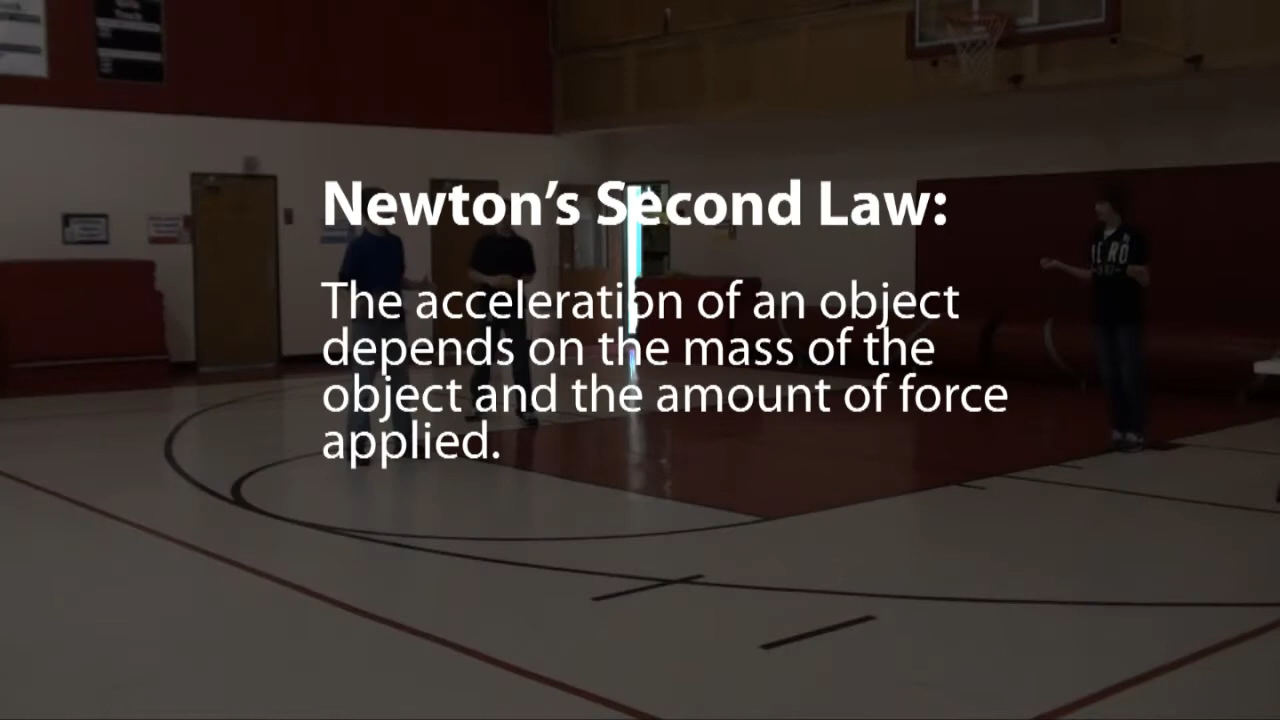 Newton's Second Law:
The acceleration of an object
depends on the mass of the
object and the amount of force
applied.